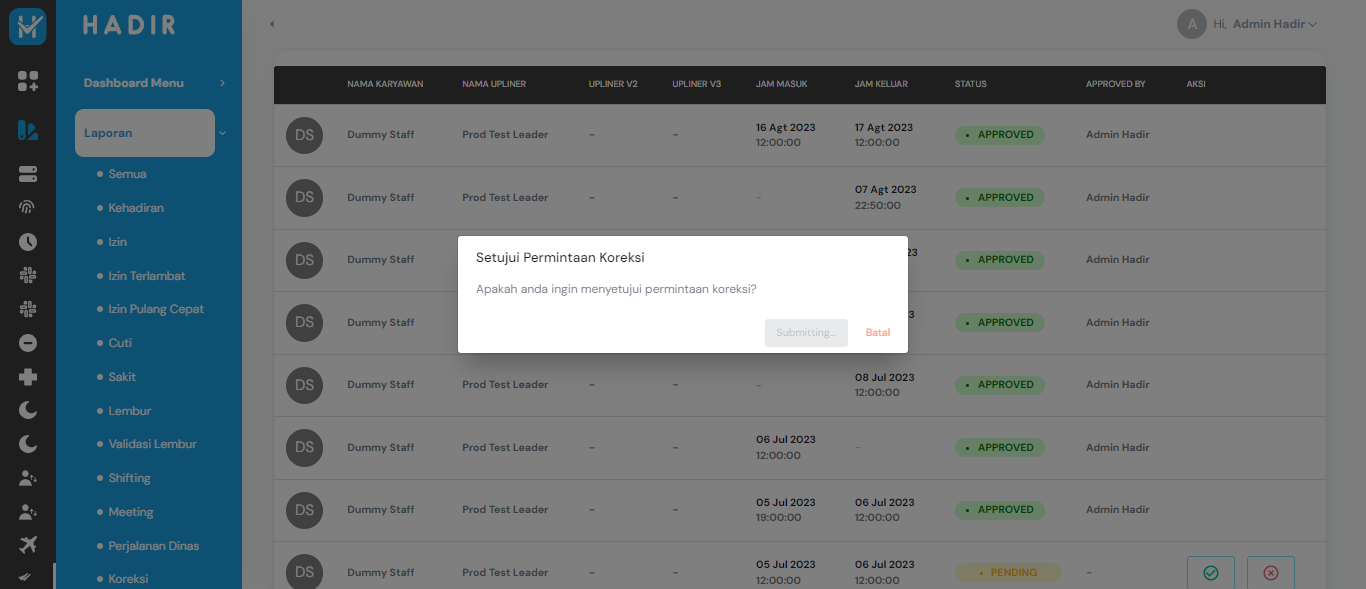 HADIR
A Hi, Admin Hadir
Dashboard Menu
Laporan
Semua
Kehadiran
Izin
Izin Terlambat
Izin Pulang Cepat
Cuti
Sakit
Lembur
Validasi Lembur
Shifting
Meeting
Perjalanan Dinas
Koreksi
NAMA KARYAWAN NAMA UPLINER UPLINER V2 UPLINER V3 JAM MASUK JAM KELUAR STATUS APPROVED BY AKSI
DS Dummy Staff Prod Test Leader - - 16 Agt 2023 12:00:00 17 Agt 2023 12:00:00 • APPROVED Admin Hadir
DS Dummy Staff Prod Test Leader - - - 07 Agt 2023 22:50:00 • APPROVED Admin Hadir
DS Dummy Staff 23 • APPROVED Admin Hadir
DS Dummy Staff 3 • APPROVED Admin Hadir
DS Dummy Staff Prod Test Leader - - - 08 Jul 2023 12:00:00 • APPROVED Admin Hadir
DS Dummy Staff Prod Test Leader - - 06 Jul 2023 12:00:00 - • APPROVED Admin Hadir
DS Dummy Staff Prod Test Leader - - 05 Jul 2023 19:00:00 06 Jul 2023 12:00:00 • APPROVED Admin Hadir
DS Dummy Staff Prod Test Leader - - 05 Jul 2023 12:00:00 06 Jul 2023 12:00:00 • PENDING -
Setujui Permintaan Koreksi
Apakah anda ingin menyetujui permintaan koreksi?
Submitting... Batal